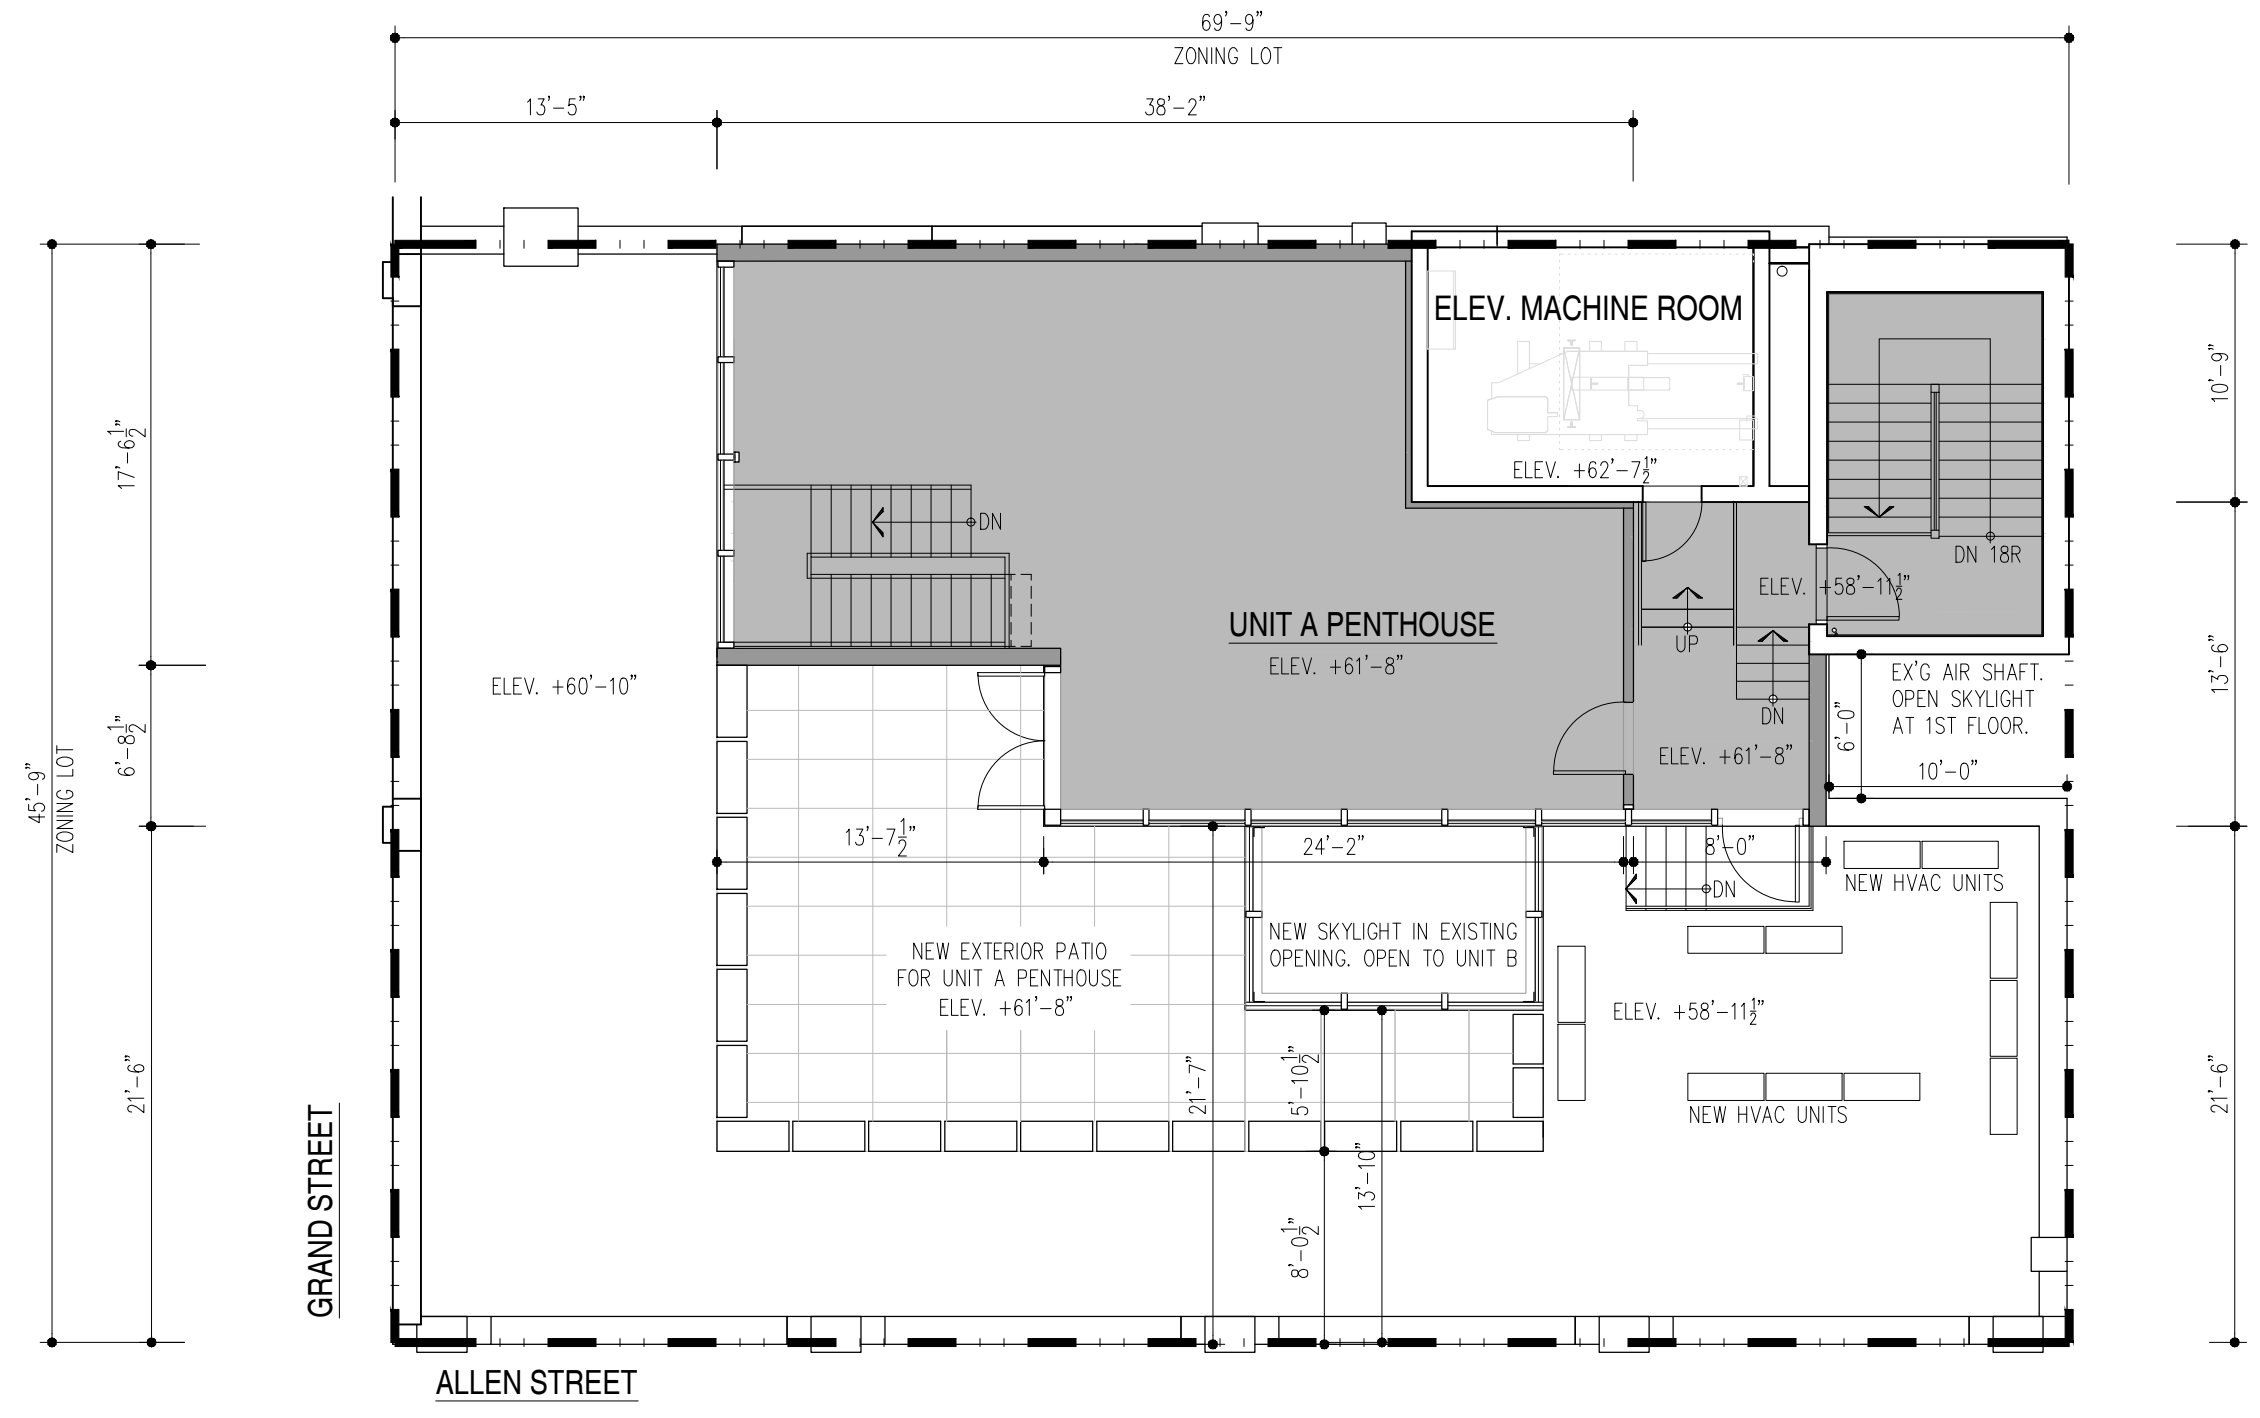 69'-9"
ZONING LOT
13'-5"
38'-2"
ELEV. MACHINE ROOM
ELEV. +62'-7½"
10'-9"
17'-6½"
DN
DN 18R
ELEV. +58'-11½"
UNIT A PENTHOUSE
ELEV. +61'-8"
UP
DN
ELEV. +61'-8"
EX'G AIR SHAFT.
OPEN SKYLIGHT
AT 1ST FLOOR.
6'-0"
10'-0"
13'-6"
ELEV. +60'-10"
6'-8½"
45'-9"
ZONING LOT
13'-7½"
24'-2"
8'-0"
DN
NEW HVAC UNITS
NEW EXTERIOR PATIO
FOR UNIT A PENTHOUSE
ELEV. +61'-8"
NEW SKYLIGHT IN EXISTING
OPENING. OPEN TO UNIT B
ELEV. +58'-11½"
21'-6"
21'-7"
5'-10½"
13'-10"
8'-0½"
NEW HVAC UNITS
21'-6"
GRAND STREET
ALLEN STREET